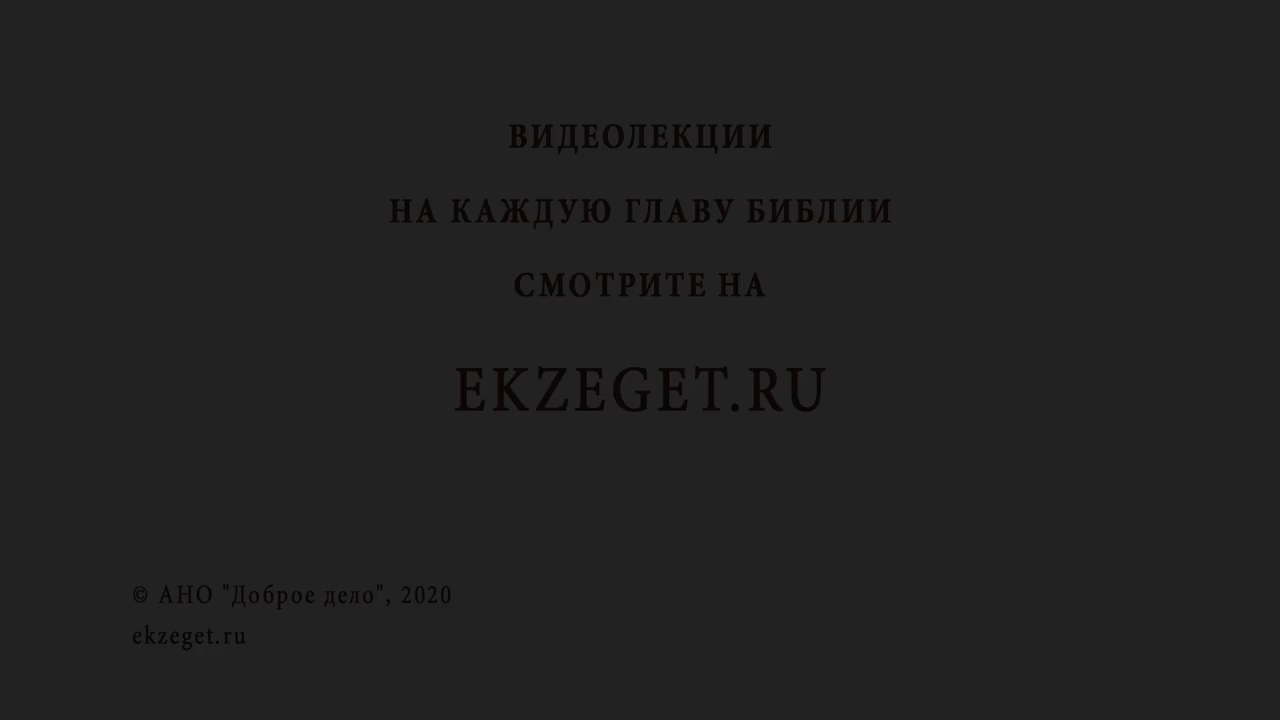 ВИДЕОЛЕКЦИИ
НА КАЖДУЮ ГЛАВУ БИБЛИИ
СМОТРИТЕ НА
EKZEGET.RU
© АНО "Доброе дело", 2020
ekzeget.ru